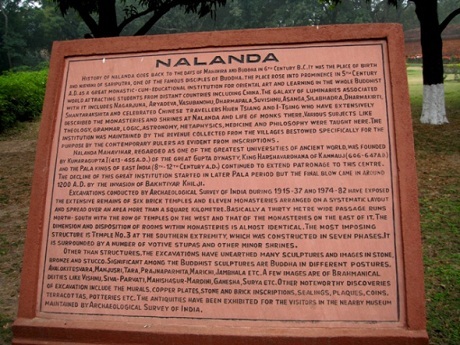 NALANDA
HISTORY OF NALANDA GOES BACK TO THE DAYS OF MAHAVIRA AND BUDDHA IN 6TH CENTURY B.C. IT WAS THE PLACE OF BIRTH
AND NIRVANA OF SARIPUTRA, ONE OF THE FAMOUS DISCIPLES OF BUDDHA. THE PLACE ROSE INTO PROMINENCE IN 5TH CENTURY
A.D. AS A GREAT MONASTIC-CUM-EDUCATIONAL INSTITUTION FOR ORIENTAL ART AND LEARNING IN THE WHOLE BUDDHIST
WORLD ATTRACTING STUDENTS FROM DISTANT COUNTRIES INCLUDING CHINA. THE GALAXY OF LUMINARIES ASSOCIATED
WITH IT INCLUDES NAGARJUNA, ARYADEVA, VASUBANDHU, DHARMAPALA, SUVISHNU, ASANGA, SILABHADRA, DHARMAKIRTI,
SHANTARAKSHITA AND CELEBRATED CHINESE TRAVELLERS HIUEN TSIANG AND I-TSING WHO HAVE EXTENSIVELY
DESCRIBED THE MONASTERIES AND SHRINES AT NALANDA AND LIFE OF MONKS THERE. VARIOUS SUBJECTS LIKE
THEOLOGY, GRAMMAR, LOGIC, ASTRONOMY, METAPHYSICS, MEDICINE AND PHILOSOPHY WERE TAUGHT HERE. THE
INSTITUTION WAS MAINTAINED BY THE REVENUE COLLECTED FROM THE VILLAGES BESTOWED SPECIFICALLY FOR THE
PURPOSE BY THE CONTEMPORARY RULERS AS EVIDENT FROM INSCRIPTIONS.
NALANDA MAHAVIHAR, REGARDED AS ONE OF THE GREATEST UNIVERSITIES OF ANCIENT WORLD, WAS FOUNDED
BY KUMARGUPTA I (413-455 A.D.) OF THE GREAT GUPTA DYNASTY, KING HARSHAVARDHANA OF KANNAUJ (606-647 A.D.)
AND THE PALA KINGS OF EAST INDIA (8TH-12TH CENTURY A.D.) CONTINUED TO EXTEND PATRONAGE TO THIS CENTRE.
THE DECLINE OF THIS GREAT INSTITUTION STARTED IN LATER PALA PERIOD BUT THE FINAL BLOW CAME IN AROUND
1200 A.D. BY THE INVASION OF BAKHTIYAR KHILJI.
EXCAVATIONS CONDUCTED BY ARCHAEOLOGICAL SURVEY OF INDIA DURING 1915-37 AND 1974-82 HAVE EXPOSED
THE EXTENSIVE REMAINS OF SIX BRICK TEMPLES AND ELEVEN MONASTERIES ARRANGED ON A SYSTEMATIC LAYOUT
AND SPREAD OVER AN AREA MORE THAN A SQUARE KILOMETRE. BASICALLY A THIRTY METRE WIDE PASSAGE RUNS
NORTH-SOUTH WITH THE ROW OF TEMPLES ON THE WEST AND THAT OF THE MONASTERIES ON THE EAST OF IT. THE
DIMENSION AND DISPOSITION OF ROOMS WITHIN MONASTERIES IS ALMOST IDENTICAL. THE MOST IMPOSING
STRUCTURE IS TEMPLE NO. 3 AT THE SOUTHERN EXTREMITY, WHICH WAS CONSTRUCTED IN SEVEN PHASES. IT
IS SURROUNDED BY A NUMBER OF VOTIVE STUPAS AND OTHER MINOR SHRINES.
OTHER THAN STRUCTURES, THE EXCAVATIONS HAVE UNEARTHED MANY SCULPTURES AND IMAGES IN STONE,
BRONZE AND STUCCO. SIGNIFICANT AMONG THE BUDDHIST SCULPTURES ARE BUDDHA IN DIFFERENT POSTURES,
AVALOKITESVARA, MANJUSRI, TARA, PRAJNAPARMITA, MARICHI, JAMBHALA ETC. A FEW IMAGES ARE OF BRAHMANICAL
DEITIES LIKE VISHNU, SIVA-PARVATI, MAHISHASUR-MARDINI, GANESHA, SURYA ETC. OTHER NOTEWORTHY DISCOVERIES
OF EXCAVATION INCLUDE THE MURALS, COPPER PLATES, STONE AND BRICK INSCRIPTIONS, SEALINGS, PLAQUES, COINS,
TERRACOTTAS, POTTERIES ETC. THE ANTIQUITIES HAVE BEEN EXHIBITED FOR THE VISITORS IN THE NEARBY MUSEUM
MAINTAINED BY ARCHAEOLOGICAL SURVEY OF INDIA.